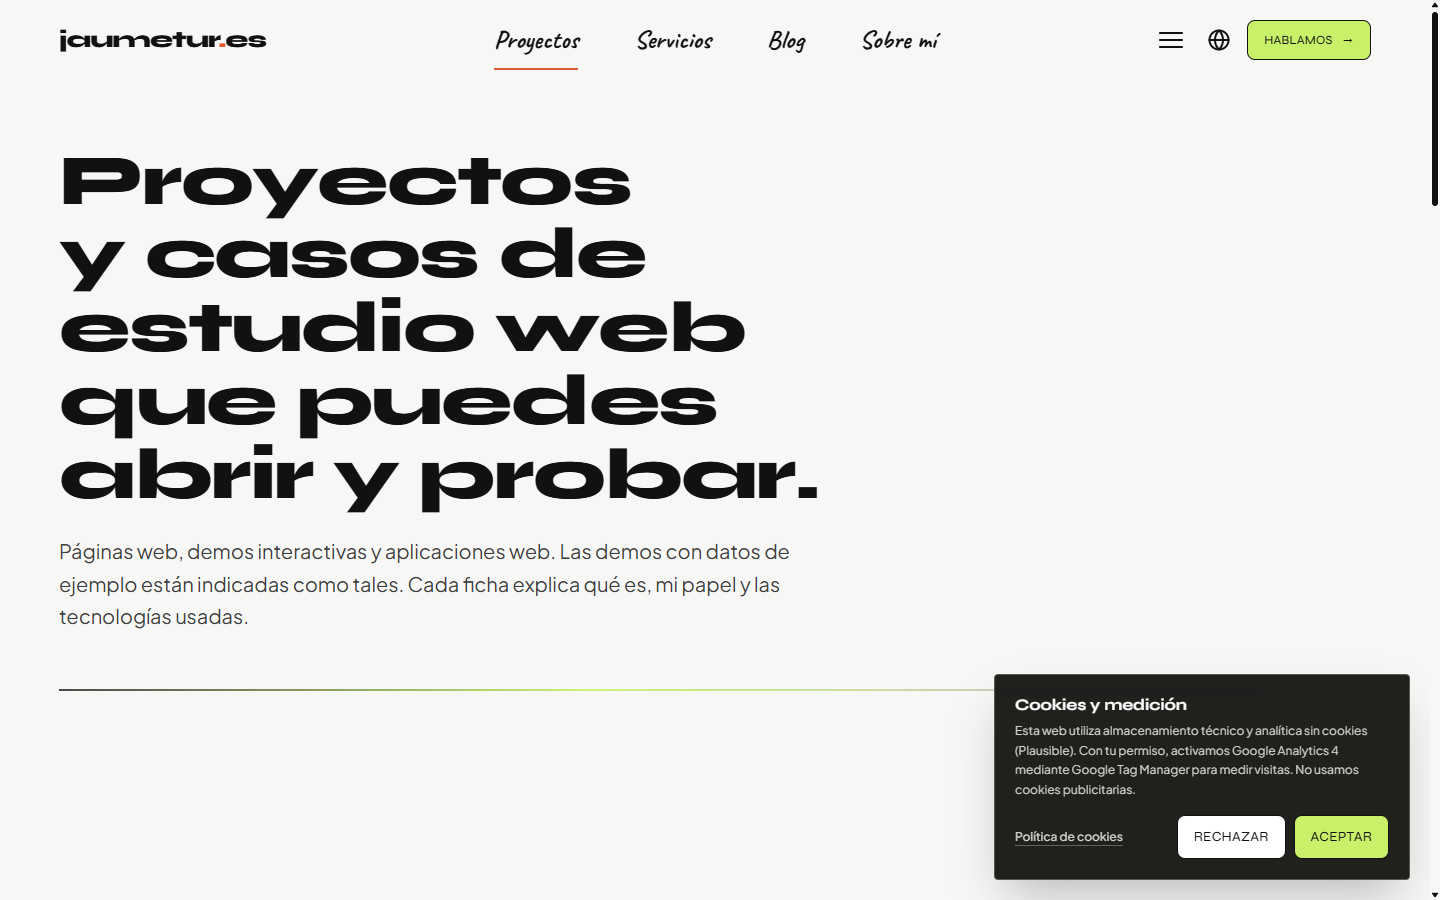 jaumetur.es
Proyectos
Servicios
Blog
Sobre mí
HABLAMOS →
Proyectos
y casos de
estudio web
que puedes
abrir y probar.
Páginas web, demos interactivas y aplicaciones web. Las demos con datos de
ejemplo están indicadas como tales. Cada ficha explica qué es, mi papel y las
tecnologías usadas.
Cookies y medición
Esta web utiliza almacenamiento técnico y analítica sin cookies
(Plausible). Con tu permiso, activamos Google Analytics 4
mediante Google Tag Manager para medir visitas. No usamos
cookies publicitarias.
Política de cookies
RECHAZAR
ACEPTAR